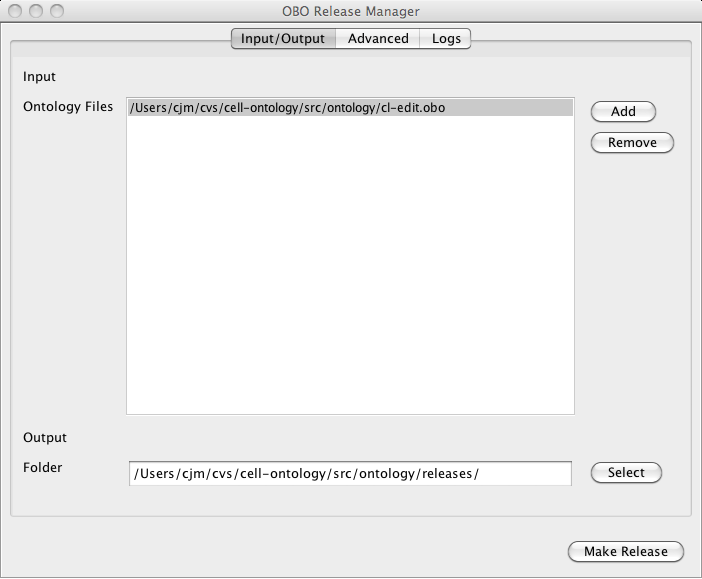 OBO Release Manager
Input/Output Advanced Logs
Input
Ontology Files /Users/cjm/cvs/cell-ontology/src/ontology/cl-edit.obo Add
Remove
Output
Folder /Users/cjm/cvs/cell-ontology/src/ontology/releases/ Select
Make Release